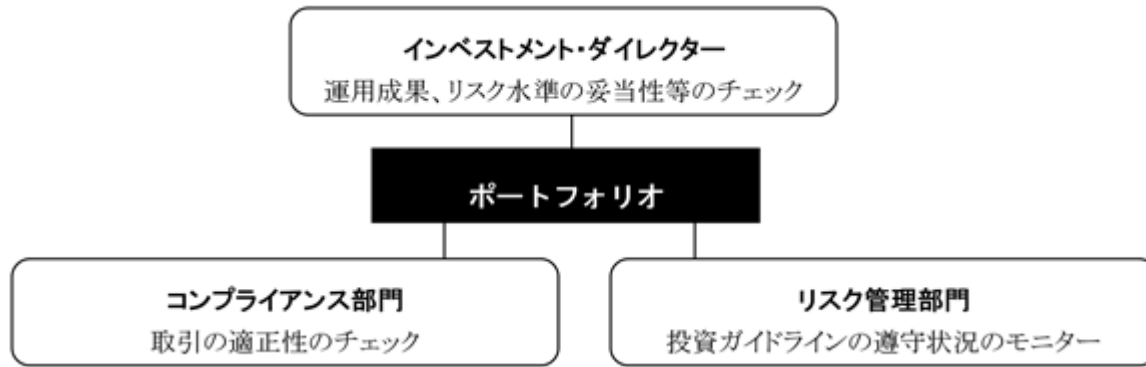 インベストメント・ダイレクター
運用成果、リスク水準の妥当性等のチェック
ポートフォリオ
コンプライアンス部門
取引の適正性のチェック
リスク管理部門
投資ガイドラインの遵守状況のモニター